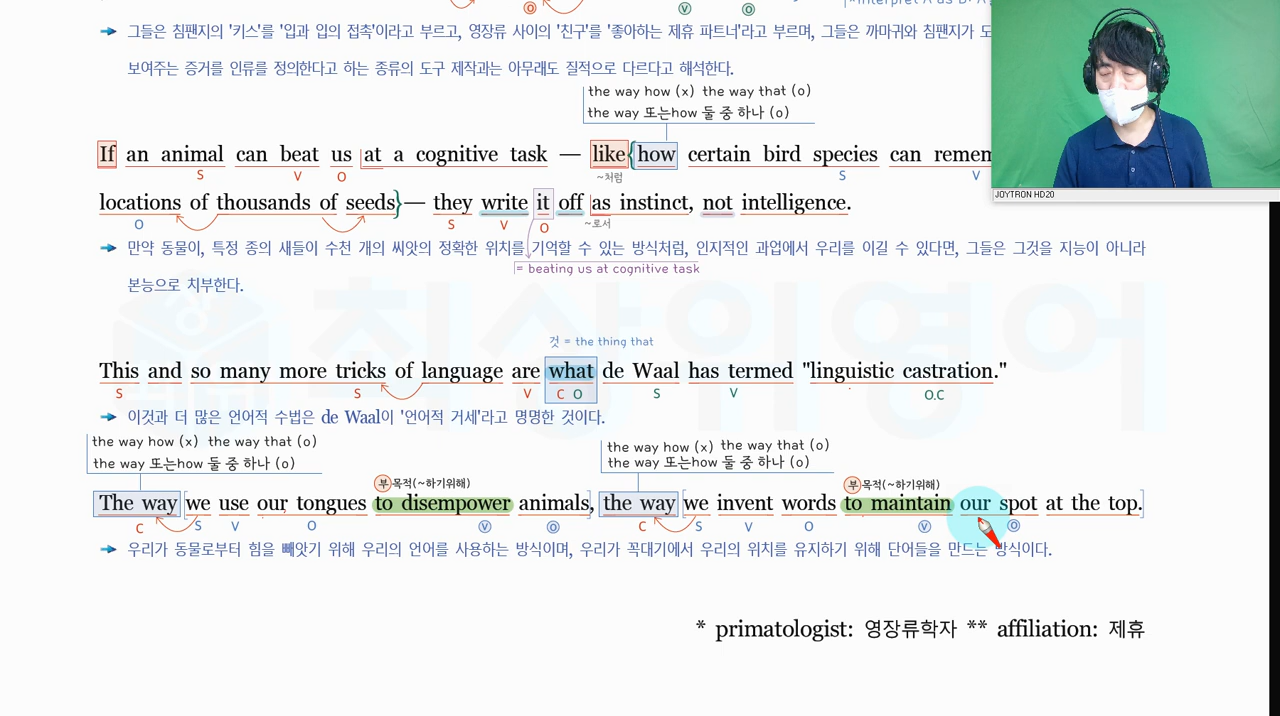 ⓞ ⓥ ⓞ
그들은 침팬지의 '키스'를 '입과 입의 접촉'이라고 부르고, 영장류 사이의 '친구'를 '좋아하는 제휴 파트너'라고 부르며, 그들은 까마귀와 침팬지가 도
보여주는 증거를 인류를 정의한다고 하는 종류의 도구 제작과는 아무래도 질적으로 다르다고 해석한다.
the way how (x) the way that (o)
the way 또는how 둘 중 하나 (o)
If an animal can beat us at a cognitive task — like {how certain bird species can remem
S V O ~처럼 S V
JOYTRON HD20
locations of thousands of seeds} — they write it off as instinct, not intelligence.
O S V O ~로서
만약 동물이, 특정 종의 새들이 수천 개의 씨앗의 정확한 위치를 기억할 수 있는 방식처럼, 인지적인 과업에서 우리를 이길 수 있다면, 그들은 그것을 지능이 아니라
= beating us at cognitive task
본능으로 치부한다.
최상위영어
것 = the thing that
This and so many more tricks of language are what de Waal has termed "linguistic castration."
S S V C O S V O.C
이것과 더 많은 언어적 수법은 de Waal이 '언어적 거세'라고 명명한 것이다.
the way how (x) the way that (o) the way how (x) the way that (o)
the way 또는how 둘 중 하나 (o) the way 또는how 둘 중 하나 (o)
부 목적(~하기위해) 부 목적(~하기위해)
The way [we use our tongues to disempower animals], the way [we invent words to maintain our spot at the top.]
C S V O ⓥ ⓞ C S V O ⓥ ⓞ
우리가 동물로부터 힘을 빼앗기 위해 우리의 언어를 사용하는 방식이며, 우리가 꼭대기에서 우리의 위치를 유지하기 위해 단어들을 만드는 방식이다.
* primatologist: 영장류학자 ** affiliation: 제휴